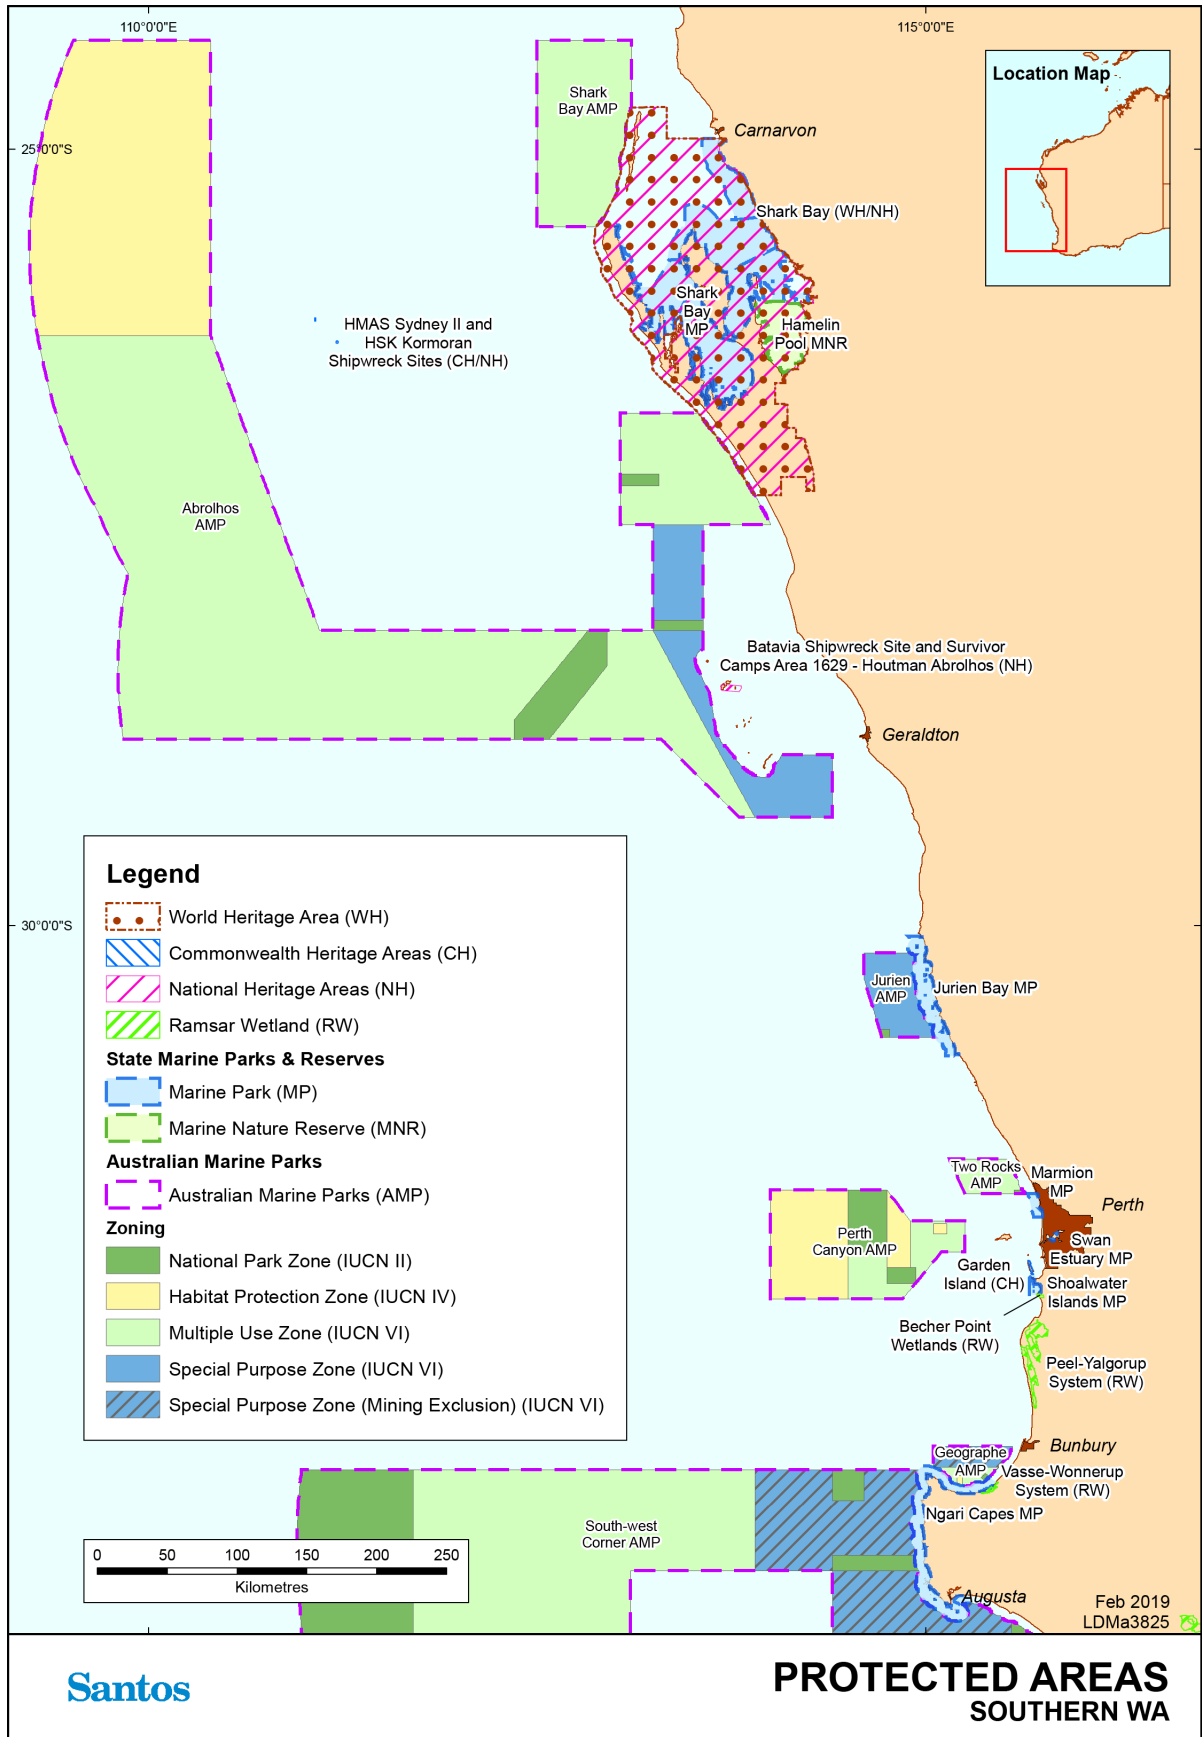 110°0'0"E
115°0'0"E
Location Map
Shark
Bay AMP
Carnarvon
25°0'0"S
Shark Bay (WH/NH)
Shark
Bay
MP
Hamelin
Pool MNR
HMAS Sydney II and
HSK Kormoran
Shipwreck Sites (CH/NH)
Abrolhos
AMP
Batavia Shipwreck Site and Survivor
Camps Area 1629 - Houtman Abrolhos (NH)
Geraldton
Legend
World Heritage Area (WH)
Commonwealth Heritage Areas (CH)
National Heritage Areas (NH)
Ramsar Wetland (RW)
State Marine Parks & Reserves
Marine Park (MP)
Marine Nature Reserve (MNR)
Australian Marine Parks
Australian Marine Parks (AMP)
Zoning
National Park Zone (IUCN II)
Habitat Protection Zone (IUCN IV)
Multiple Use Zone (IUCN VI)
Special Purpose Zone (IUCN VI)
Special Purpose Zone (Mining Exclusion) (IUCN VI)
30°0'0"S
Jurien
AMP
Jurien Bay MP
Two Rocks
AMP
Marmion
MP
Perth
Perth
Canyon AMP
Swan
Estuary MP
Garden
Island (CH)
Shoalwater
Islands MP
Becher Point
Wetlands (RW)
Peel-Yalgorup
System (RW)
Bunbury
Geographe
AMP
Vasse-Wonnerup
System (RW)
Ngari Capes MP
South-west
Corner AMP
Augusta
0 50 100 150 200 250
Kilometres
Feb 2019
LDMa3825
Santos
PROTECTED AREAS
SOUTHERN WA